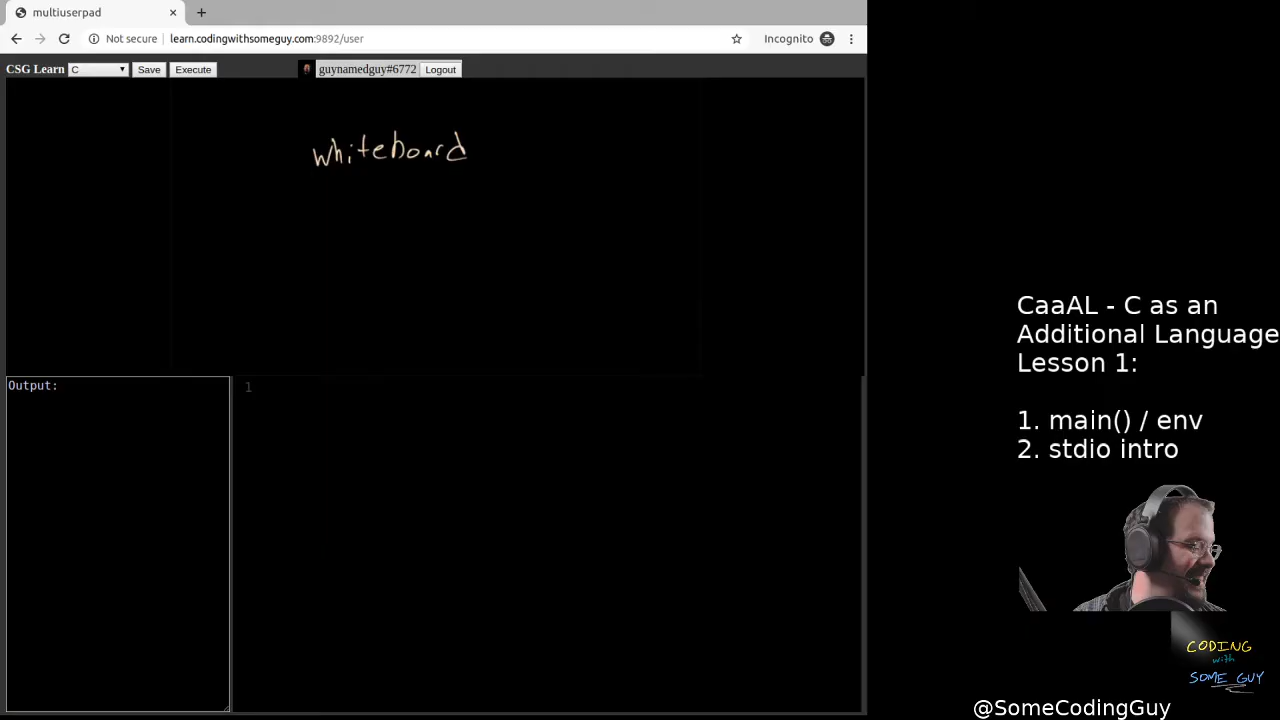 multiuserpad
Not secure learn.codingwithsomeguy.com:9892/user Incognito
CSG Learn C Save Execute guynamedguy#6772 Logout
whiteboard
Output:
1
CaaAL - C as an
Additional Language
Lesson 1:
1. main() / env
2. stdio intro
CODING
with
SOME GUY
@SomeCodingGuy